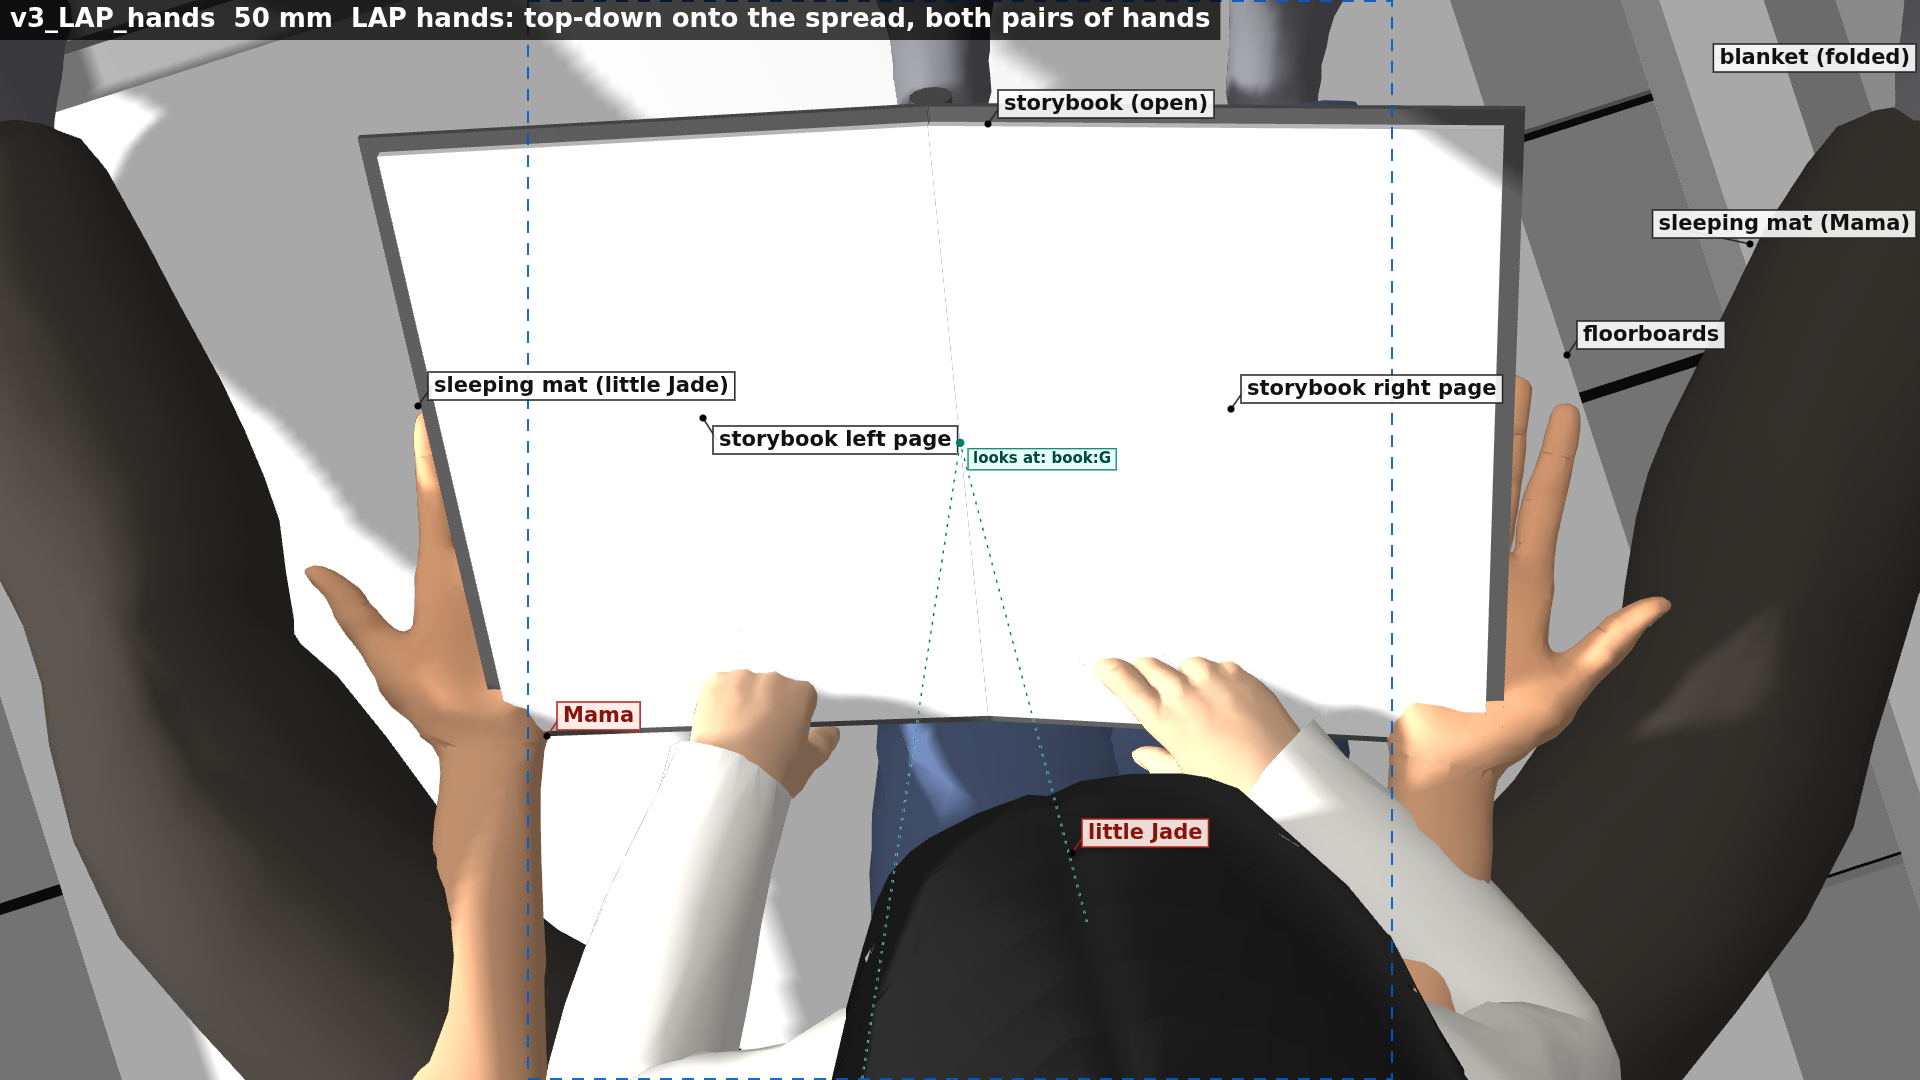 v3_LAP_hands 50 mm LAP hands: top-down onto the spread, both pairs of hands
blanket (folded)
storybook (open)
sleeping mat (Mama)
floorboards
sleeping mat (little Jade)
storybook right page
storybook left page
looks at: book:G
Mama
little Jade